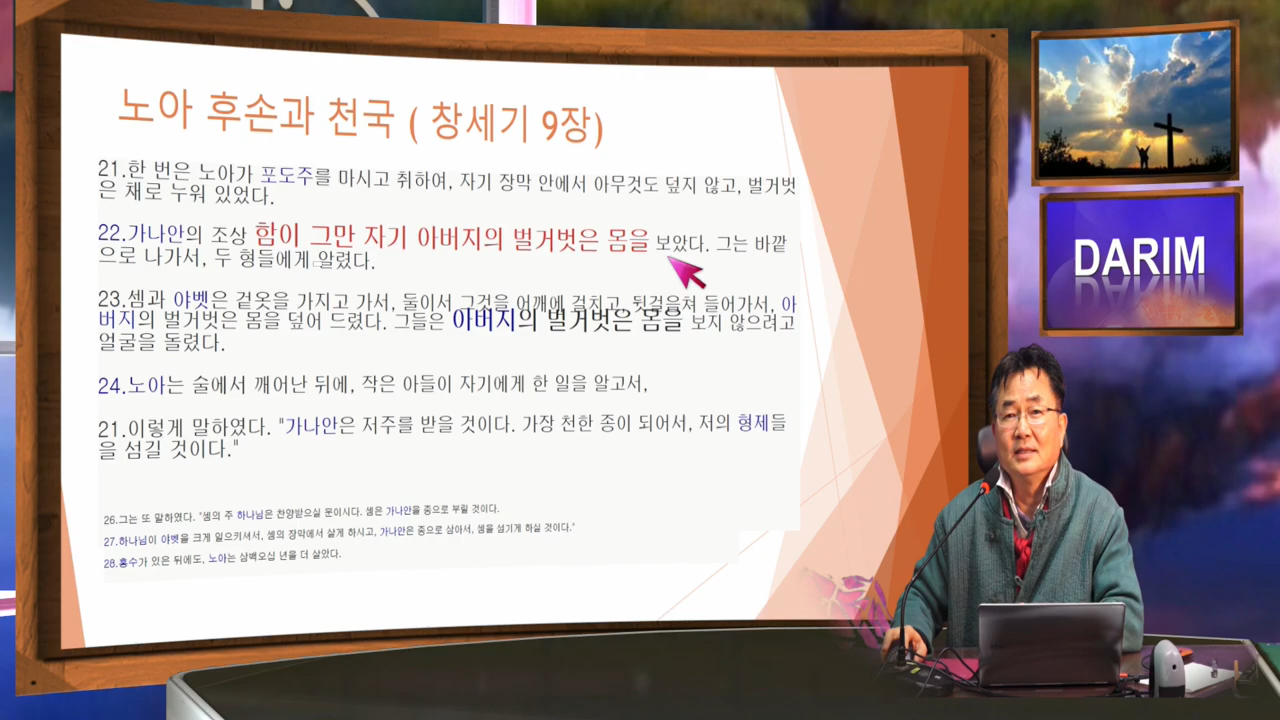 노아 후손과 천국 ( 창세기 9장)
21.한 번은 노아가 포도주를 마시고 취하여, 자기 장막 안에서 아무것도 덮지 않고, 벌거벗
은 채로 누워 있었다.
22.가나안의 조상 함이 그만 자기 아버지의 벌거벗은 몸을 보았다. 그는 바깥
으로 나가서, 두 형들에게 알렸다.
23.셈과 야벳은 겉옷을 가지고 가서, 둘이서 그것을 어깨에 걸치고, 뒷걸음쳐 들어가서, 아
버지의 벌거벗은 몸을 덮어 드렸다. 그들은 아버지의 벌거벗은 몸을 보지 않으려고
얼굴을 돌렸다.
24.노아는 술에서 깨어난 뒤에, 작은 아들이 자기에게 한 일을 알고서,
21.이렇게 말하였다. "가나안은 저주를 받을 것이다. 가장 천한 종이 되어서, 저의 형제들
을 섬길 것이다."
26.그는 또 말하였다. "셈의 주 하나님은 찬양받으실 분이시다. 셈은 가나안을 종으로 부릴 것이다.
27.하나님이 야벳을 크게 일으키셔서, 셈의 장막에서 살게 하시고, 가나안은 종으로 삼아서, 셈을 섬기게 하실 것이다."
28.홍수가 있은 뒤에도, 노아는 삼백오십 년을 더 살았다.
DARIM